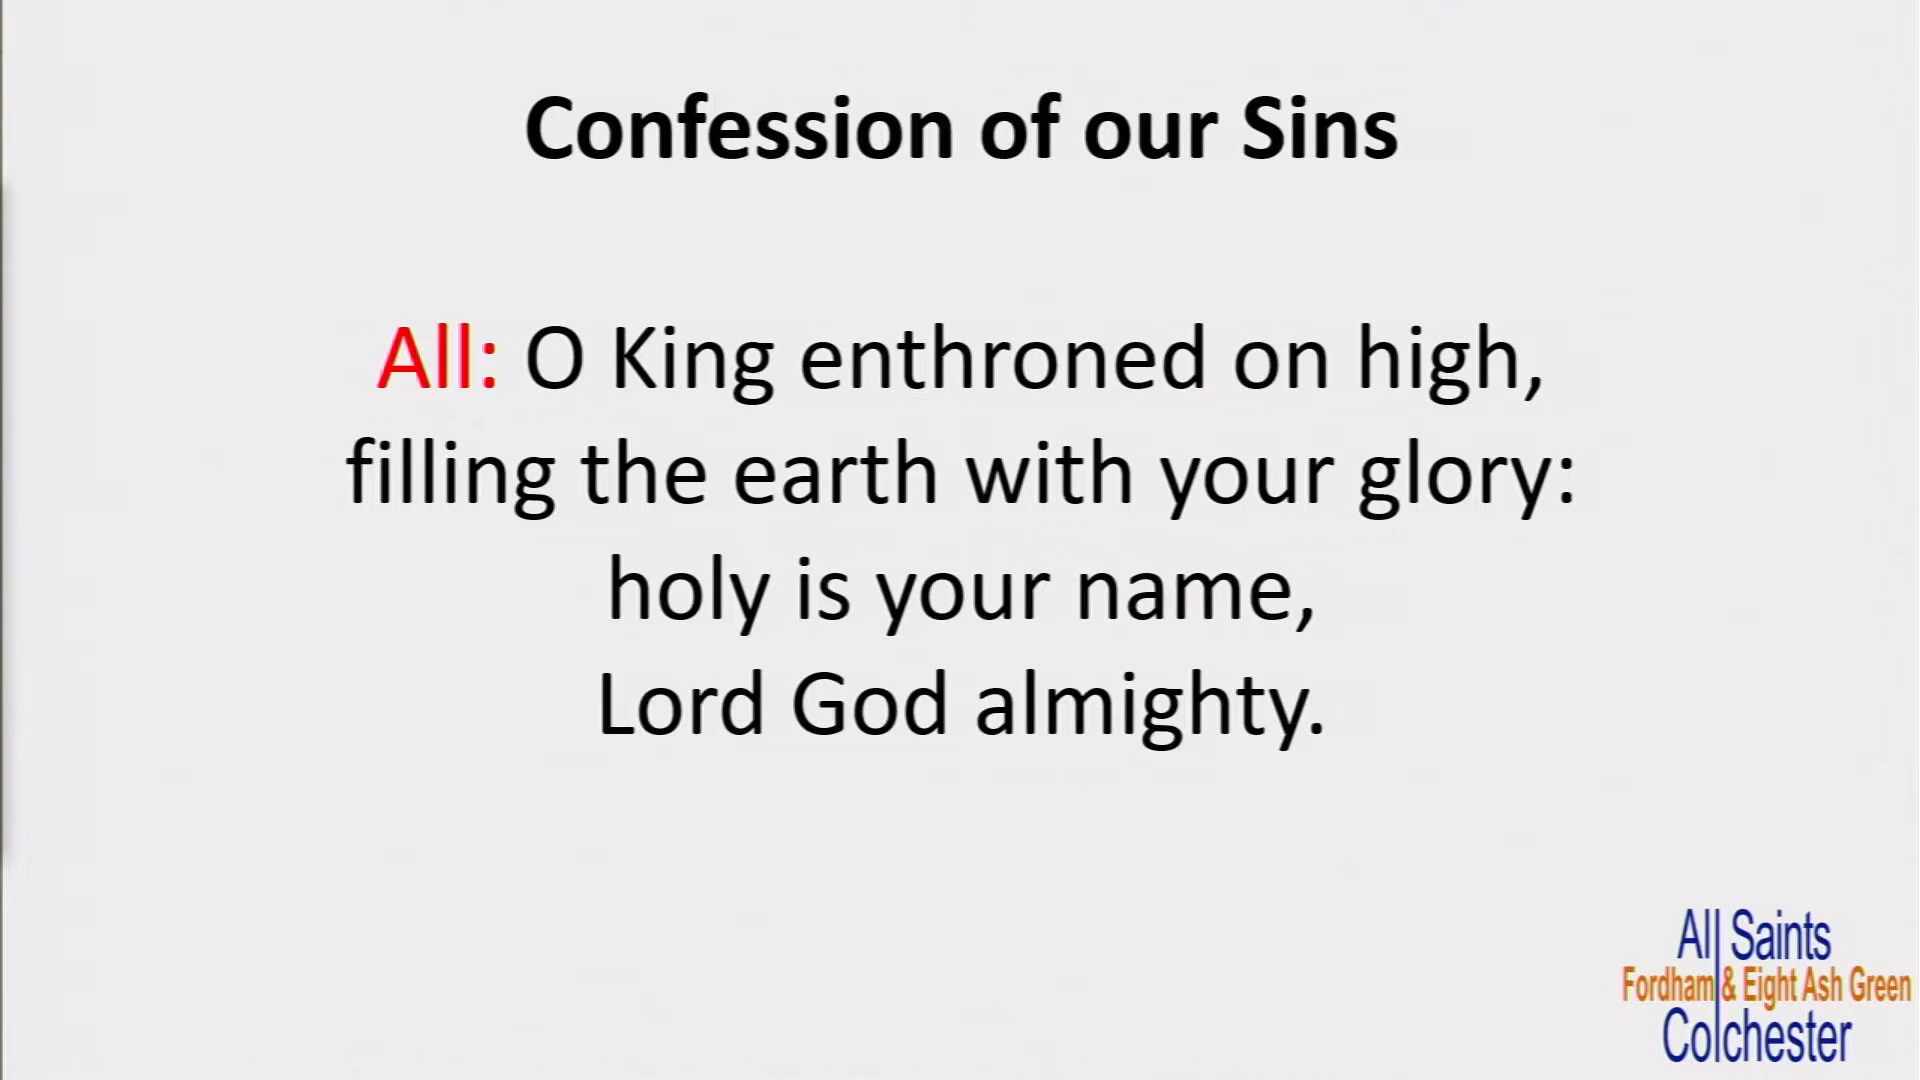 Confession of our Sins
All: O King enthroned on high,
filling the earth with your glory:
holy is your name,
Lord God almighty.
All Saints
Fordham & Eight Ash Green
Colchester